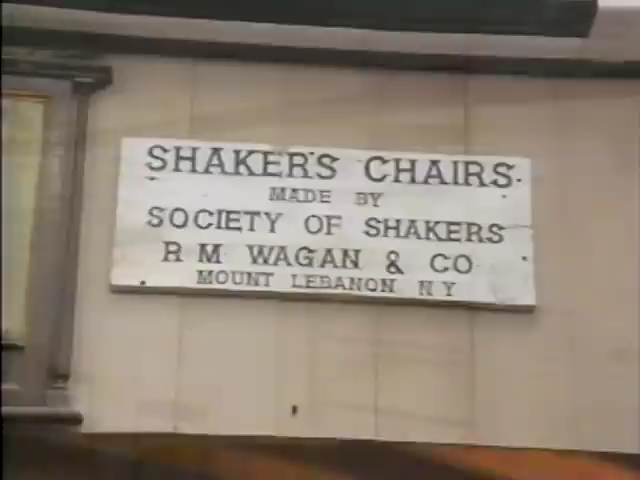 SHAKER'S CHAIRS.
MADE BY
SOCIETY OF SHAKERS
R M WAGAN & CO
MOUNT LEBANON N Y